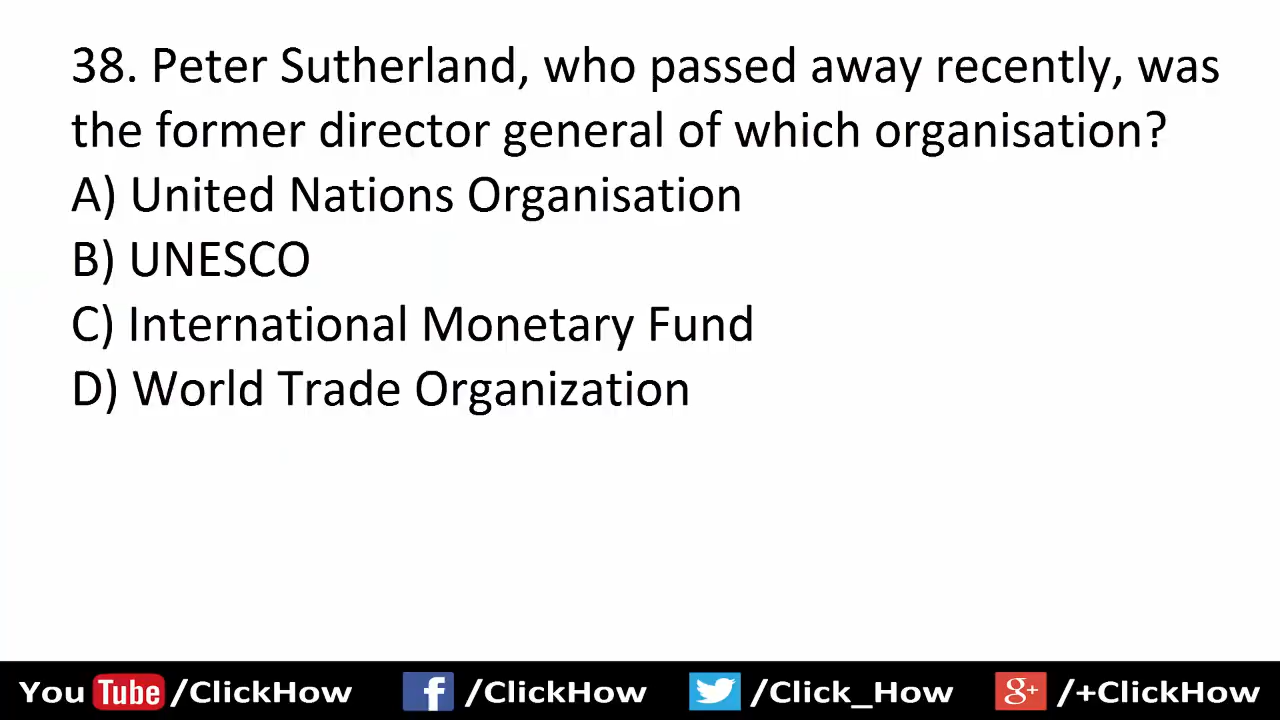 38. Peter Sutherland, who passed away recently, was
the former director general of which organisation?
A) United Nations Organisation
B) UNESCO
C) International Monetary Fund
D) World Trade Organization
You Tube /ClickHow f /ClickHow /Click_How g+ /+ClickHow